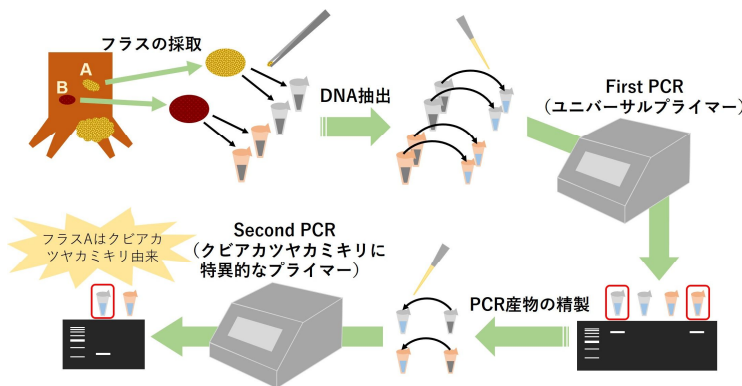 フラスの採取
A
B
DNA抽出
First PCR
(ユニバーサルプライマー)
フラスAはクビアカ
ツヤカミキリ由来
Second PCR
(クビアカツヤカミキリに
特異的なプライマー)
PCR産物の精製